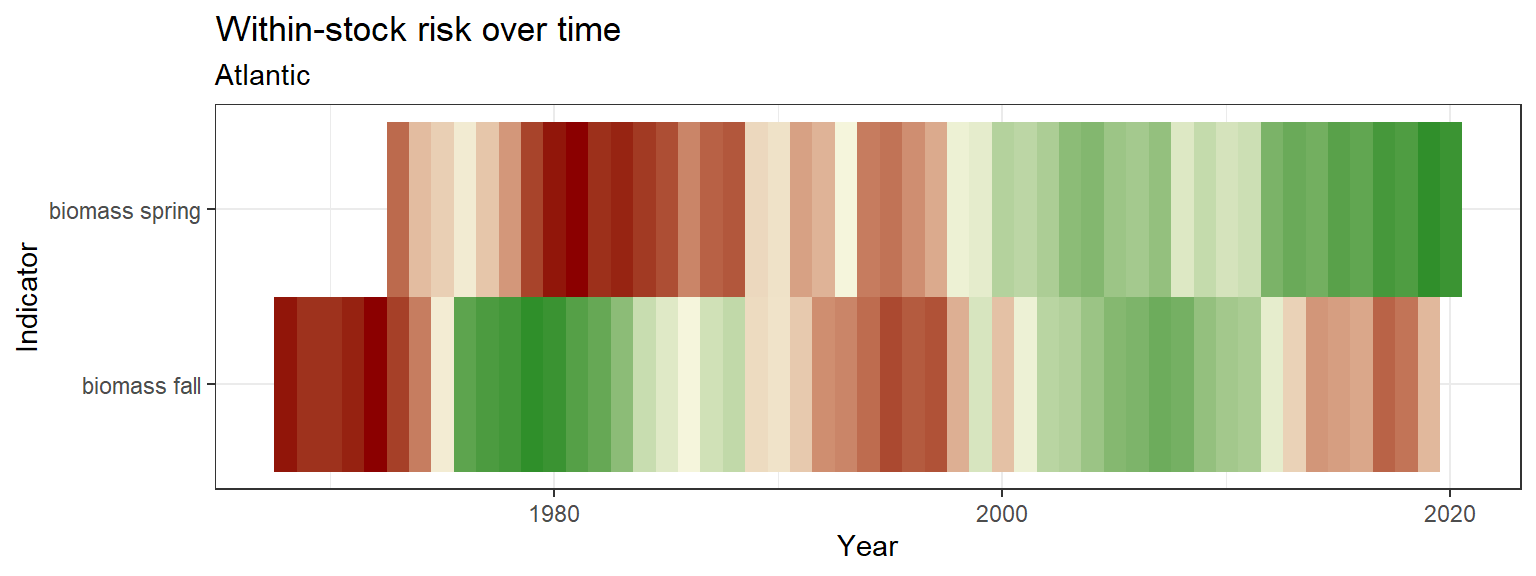 Within-stock risk over time
Atlantic
Indicator
biomass spring
biomass fall
1980
2000
2020
Year